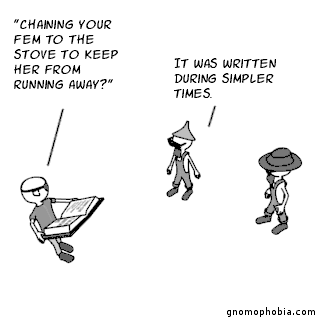 "CHAINING YOUR
FEM TO THE
STOVE TO KEEP
HER FROM
RUNNING AWAY?"
IT WAS WRITTEN
DURING SIMPLER
TIMES.
gnomophobia.com